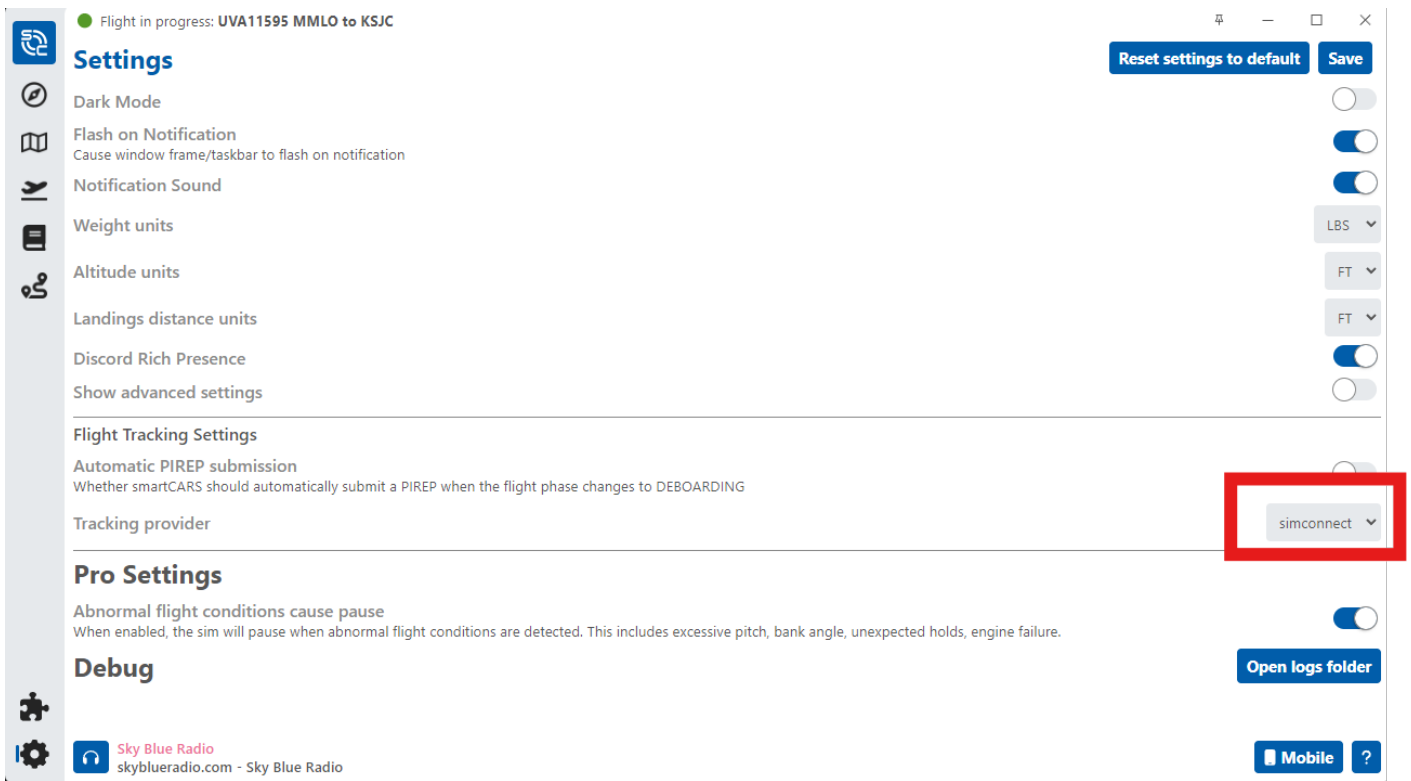 Flight in progress: UVA11595 MMLO to KSJC
Settings
Reset settings to default
Save
Dark Mode
Flash on Notification
Cause window frame/taskbar to flash on notification
Notification Sound
Weight units
LBS
Altitude units
FT
Landings distance units
FT
Discord Rich Presence
Show advanced settings
Flight Tracking Settings
Automatic PIREP submission
Whether smartCARS should automatically submit a PIREP when the flight phase changes to DEBOARDING
Tracking provider
simconnect
Pro Settings
Abnormal flight conditions cause pause
When enabled, the sim will pause when abnormal flight conditions are detected. This includes excessive pitch, bank angle, unexpected holds, engine failure.
Debug
Open logs folder
Sky Blue Radio
skyblueradio.com - Sky Blue Radio
Mobile
?